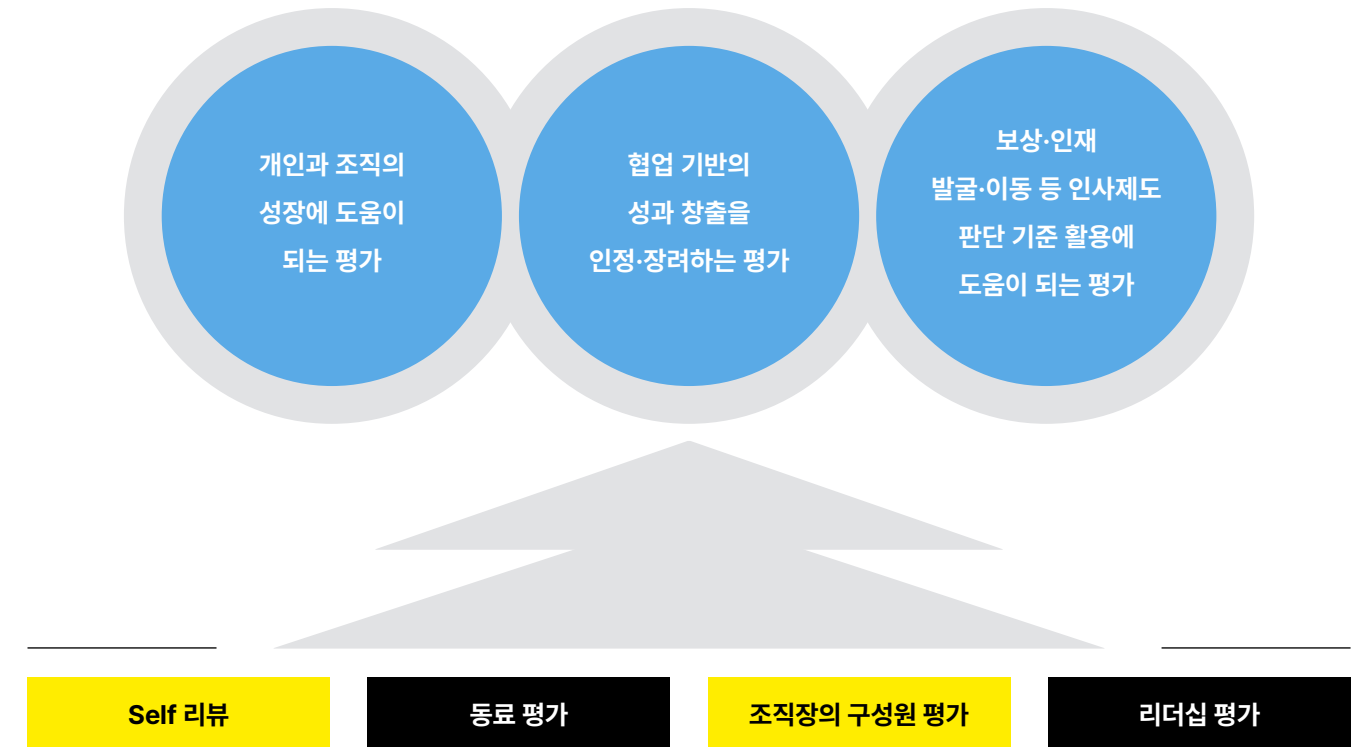 개인과 조직의
성장에 도움이
되는 평가
협업 기반의
성과 창출을
인정·장려하는 평가
보상·인재
발굴·이동 등 인사제도
판단 기준 활용에
도움이 되는 평가
Self 리뷰
동료 평가
조직장의 구성원 평가
리더십 평가